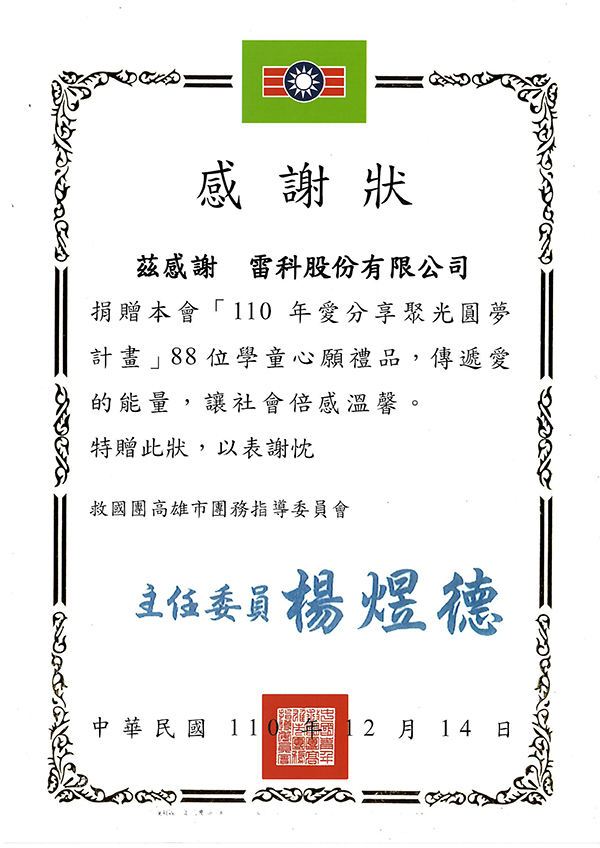 感謝狀
茲感謝 雷科股份有限公司
捐贈本會「110 年愛分享聚光圓夢
計畫」88位學童心願禮品，傳遞愛
的能量，讓社會倍感溫馨。
特贈此狀，以表謝忱
救國團高雄市團務指導委員會
主任委員 楊煜德
中華民國 110 年 12 月 14 日